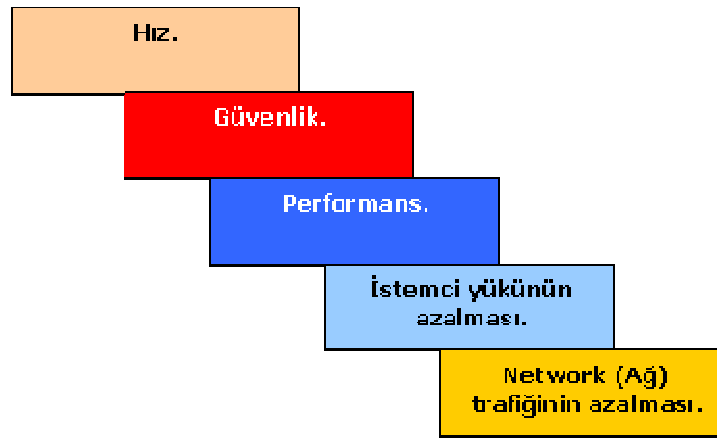 Hız.
Güvenlik.
Performans.
İstemci yükünün
azalması.
Network (Ağ)
trafiğinin azalması.